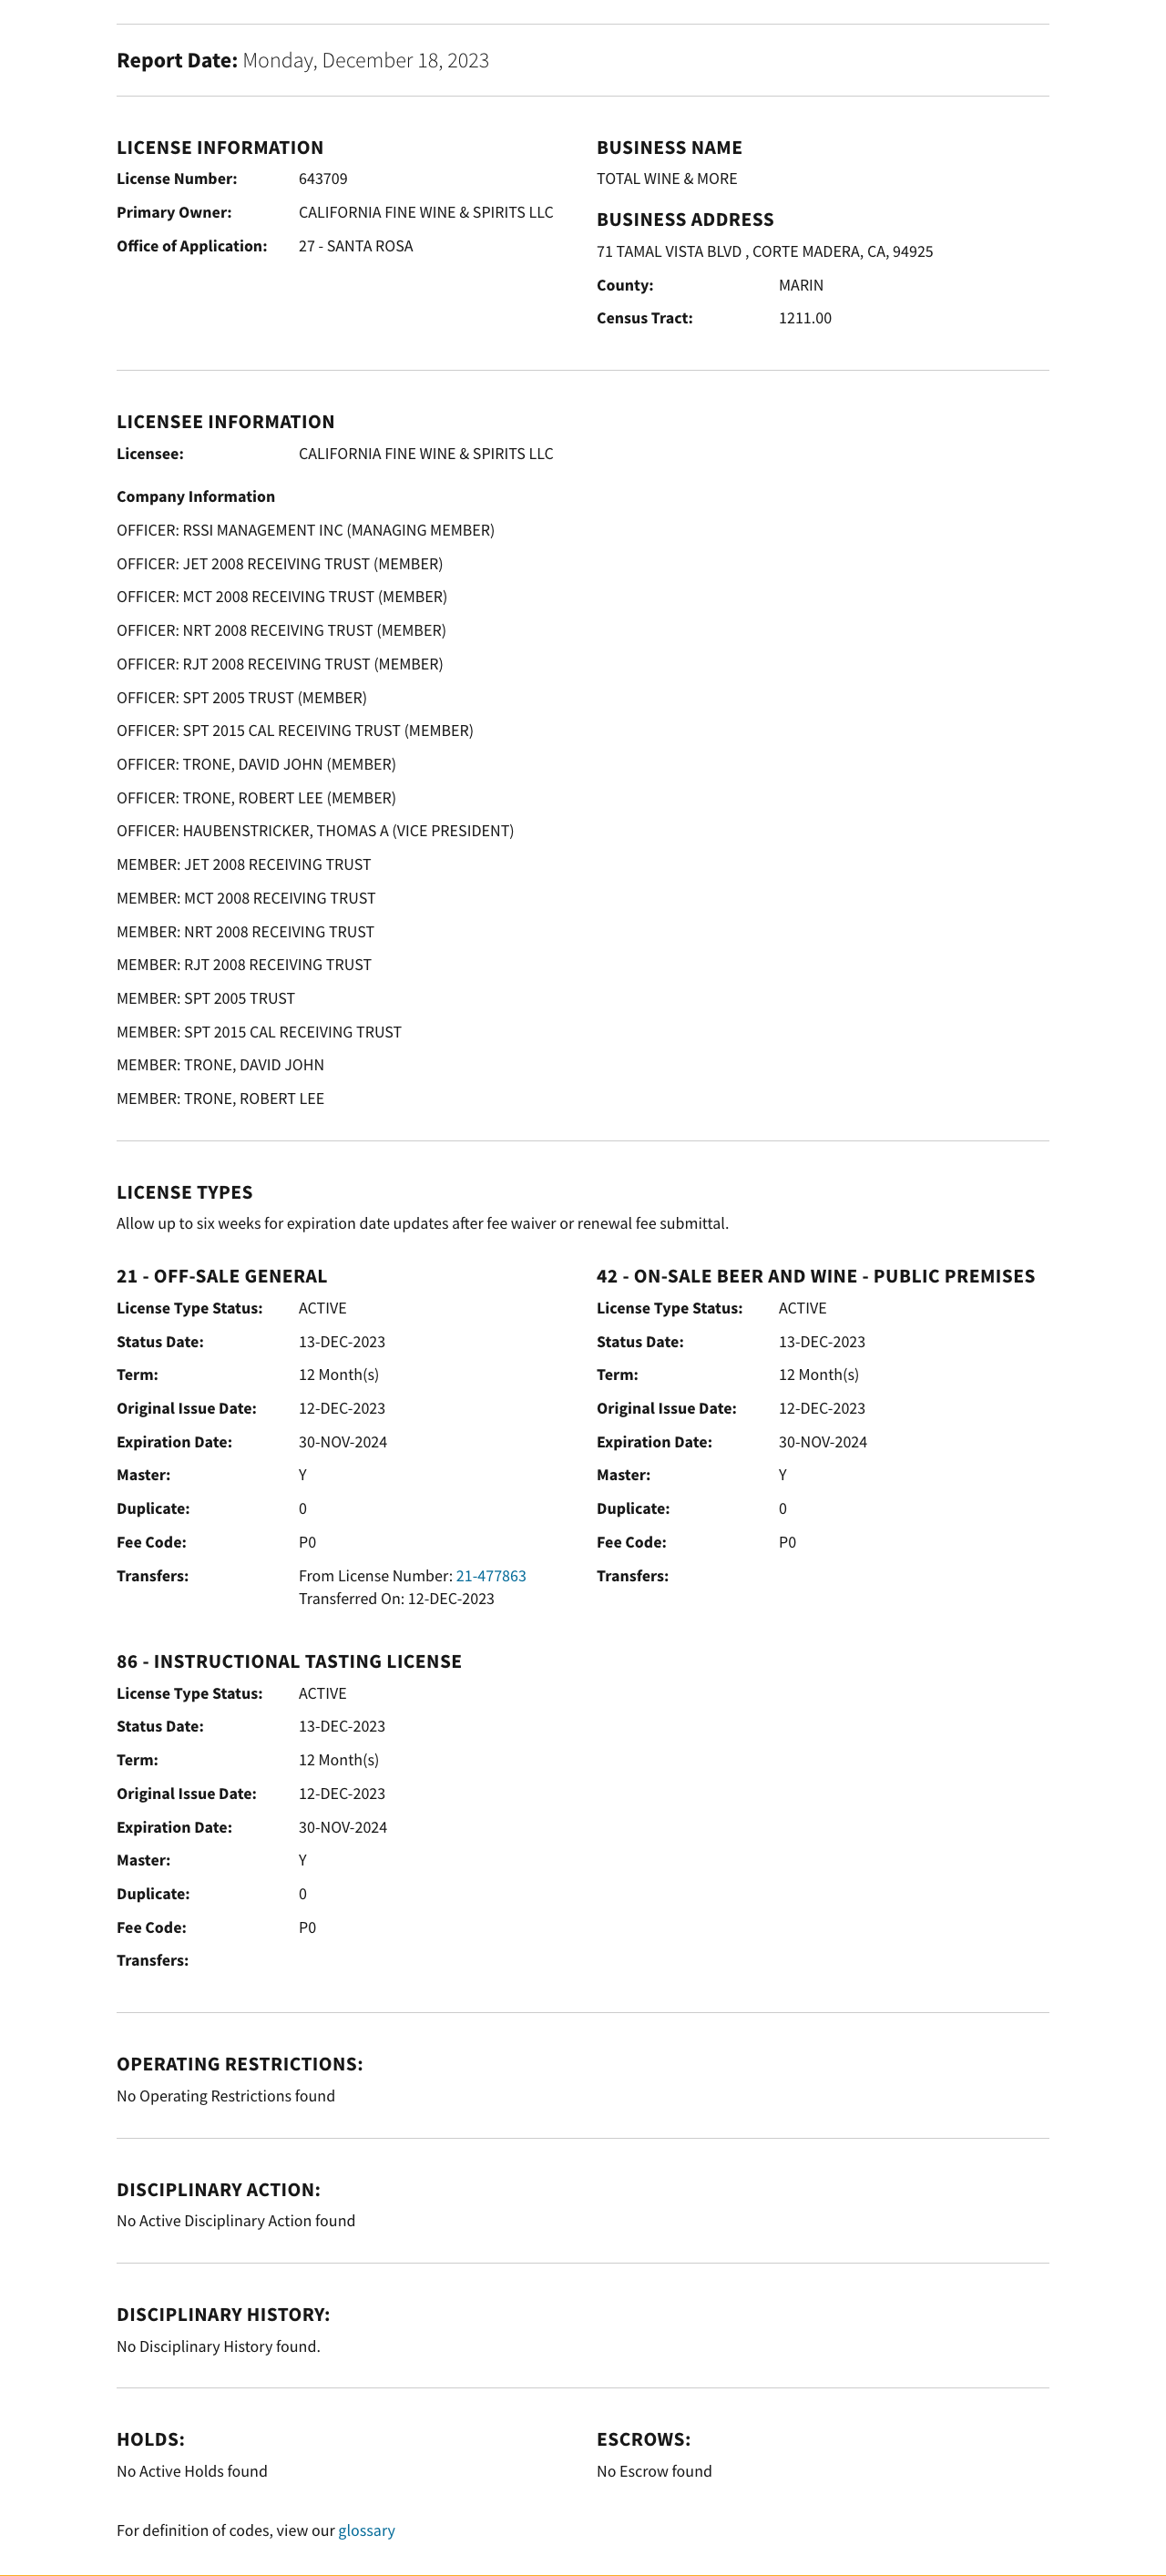 Report Date: Monday, December 18, 2023
LICENSE INFORMATION
License Number: 643709
Primary Owner: CALIFORNIA FINE WINE & SPIRITS LLC
Office of Application: 27 - SANTA ROSA
BUSINESS NAME
TOTAL WINE & MORE
BUSINESS ADDRESS
71 TAMAL VISTA BLVD , CORTE MADERA, CA, 94925
County: MARIN
Census Tract: 1211.00
LICENSEE INFORMATION
Licensee: CALIFORNIA FINE WINE & SPIRITS LLC
Company Information
OFFICER: RSSI MANAGEMENT INC (MANAGING MEMBER)
OFFICER: JET 2008 RECEIVING TRUST (MEMBER)
OFFICER: MCT 2008 RECEIVING TRUST (MEMBER)
OFFICER: NRT 2008 RECEIVING TRUST (MEMBER)
OFFICER: RJT 2008 RECEIVING TRUST (MEMBER)
OFFICER: SPT 2005 TRUST (MEMBER)
OFFICER: SPT 2015 CAL RECEIVING TRUST (MEMBER)
OFFICER: TRONE, DAVID JOHN (MEMBER)
OFFICER: TRONE, ROBERT LEE (MEMBER)
OFFICER: HAUBENSTRICKER, THOMAS A (VICE PRESIDENT)
MEMBER: JET 2008 RECEIVING TRUST
MEMBER: MCT 2008 RECEIVING TRUST
MEMBER: NRT 2008 RECEIVING TRUST
MEMBER: RJT 2008 RECEIVING TRUST
MEMBER: SPT 2005 TRUST
MEMBER: SPT 2015 CAL RECEIVING TRUST
MEMBER: TRONE, DAVID JOHN
MEMBER: TRONE, ROBERT LEE
LICENSE TYPES
Allow up to six weeks for expiration date updates after fee waiver or renewal fee submittal.
21 - OFF-SALE GENERAL
License Type Status: ACTIVE
Status Date: 13-DEC-2023
Term: 12 Month(s)
Original Issue Date: 12-DEC-2023
Expiration Date: 30-NOV-2024
Master: Y
Duplicate: 0
Fee Code: P0
Transfers: From License Number: 21-477863
Transferred On: 12-DEC-2023
42 - ON-SALE BEER AND WINE - PUBLIC PREMISES
License Type Status: ACTIVE
Status Date: 13-DEC-2023
Term: 12 Month(s)
Original Issue Date: 12-DEC-2023
Expiration Date: 30-NOV-2024
Master: Y
Duplicate: 0
Fee Code: P0
Transfers:
86 - INSTRUCTIONAL TASTING LICENSE
License Type Status: ACTIVE
Status Date: 13-DEC-2023
Term: 12 Month(s)
Original Issue Date: 12-DEC-2023
Expiration Date: 30-NOV-2024
Master: Y
Duplicate: 0
Fee Code: P0
Transfers:
OPERATING RESTRICTIONS:
No Operating Restrictions found
DISCIPLINARY ACTION:
No Active Disciplinary Action found
DISCIPLINARY HISTORY:
No Disciplinary History found.
HOLDS:
No Active Holds found
ESCROWS:
No Escrow found
For definition of codes, view our glossary